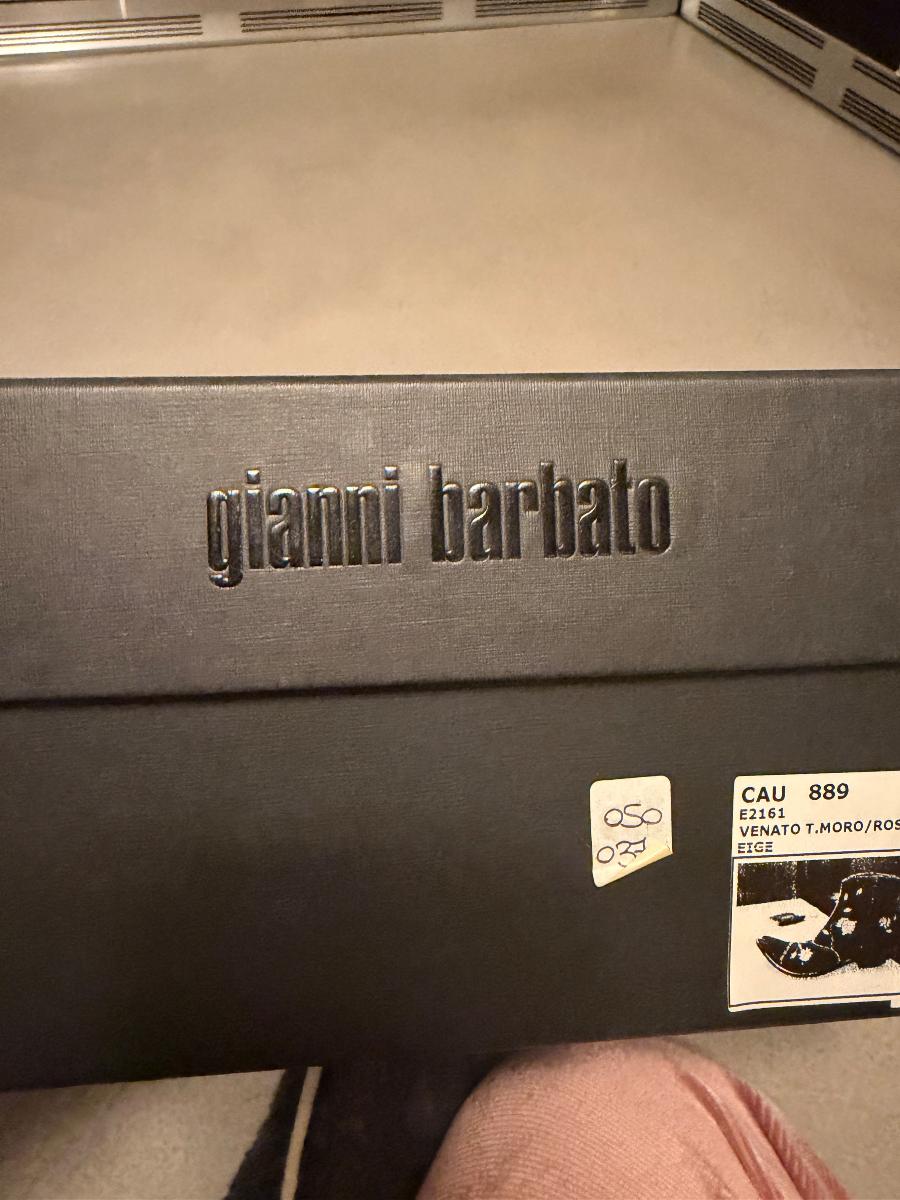 gianni barbato
050
037
CAU 889
E2161
VENATO T.MORO/ROS
EIGE